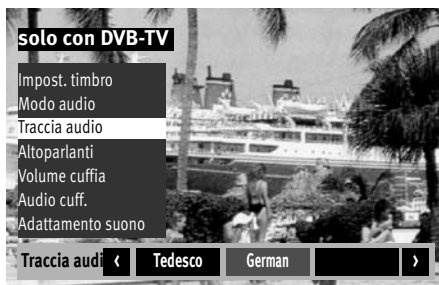 solo con DVB-TV
Impost. timbro
Modo audio
Traccia audio
Altoparlanti
Volume cuffia
Audio cuff.
Adattamento suono
Traccia audi ‹ Tedesco German ›